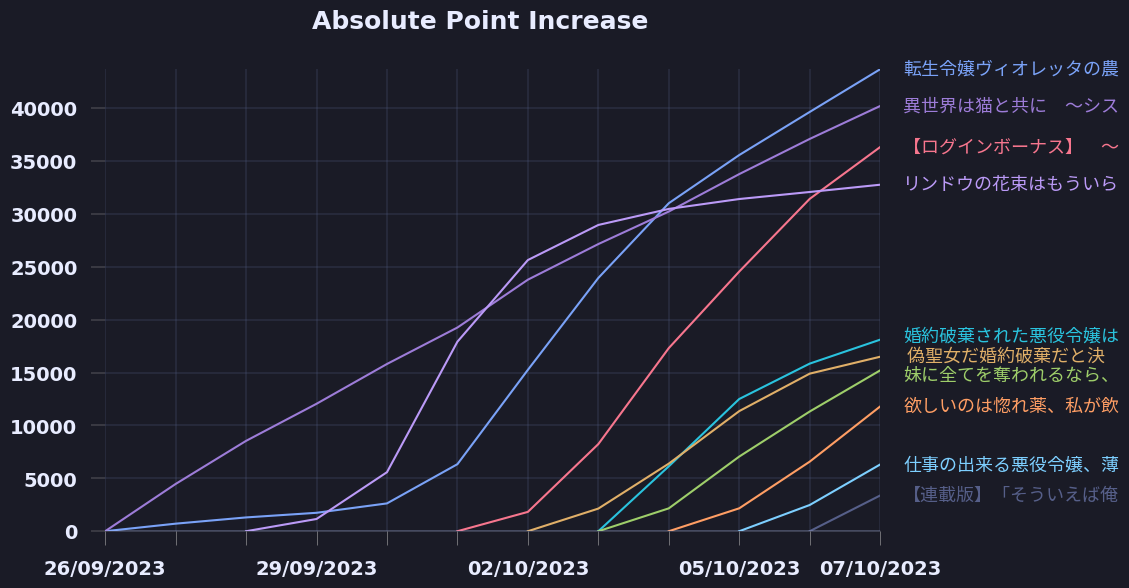 Absolute Point Increase
転生令嬢ヴィオレッタの農
異世界は猫と共に　～シス
【ログインボーナス】　～
リンドウの花束はもういら
婚約破棄された悪役令嬢は
偽聖女だ婚約破棄だと決
妹に全てを奪われるなら、
欲しいのは惚れ薬、私が飲
仕事の出来る悪役令嬢、薄
【連載版】「そういえば俺
40000
35000
30000
25000
20000
15000
10000
5000
0
26/09/2023 29/09/2023 02/10/2023 05/10/2023 07/10/2023